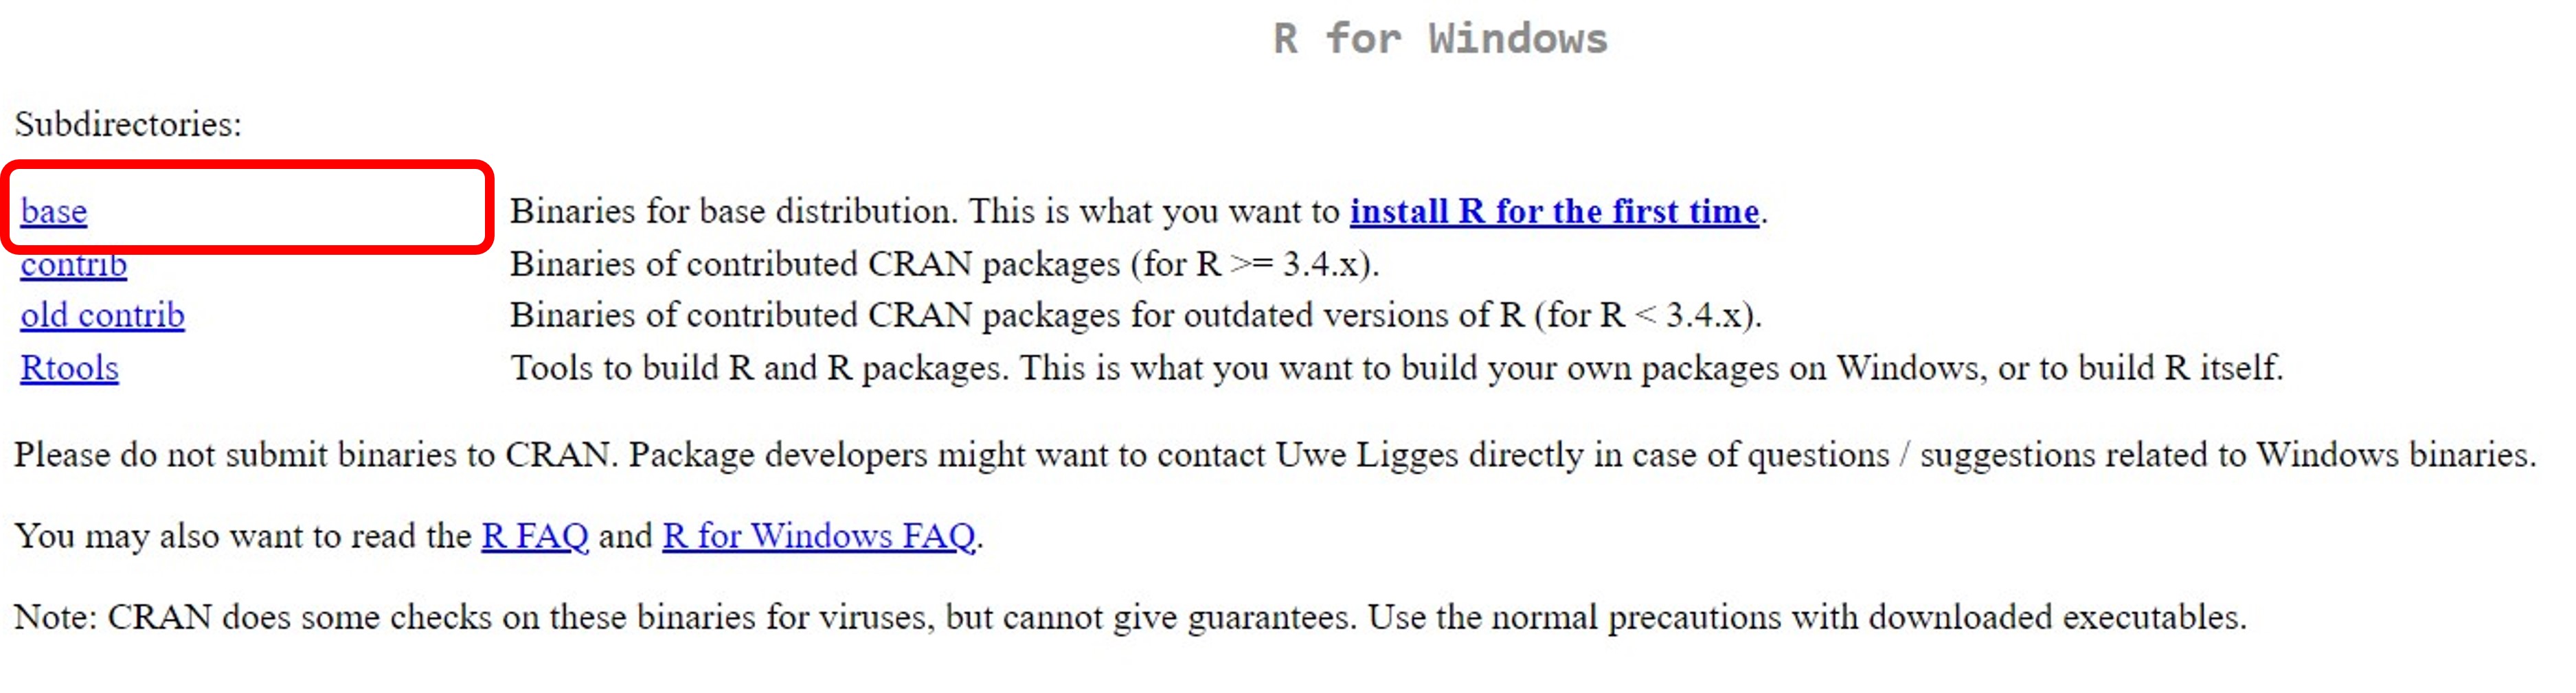 R for Windows
Subdirectories:
base Binaries for base distribution. This is what you want to install R for the first time.
contrib Binaries of contributed CRAN packages (for R >= 3.4.x).
old contrib Binaries of contributed CRAN packages for outdated versions of R (for R < 3.4.x).
Rtools Tools to build R and R packages. This is what you want to build your own packages on Windows, or to build R itself.
Please do not submit binaries to CRAN. Package developers might want to contact Uwe Ligges directly in case of questions / suggestions related to Windows binaries.
You may also want to read the R FAQ and R for Windows FAQ.
Note: CRAN does some checks on these binaries for viruses, but cannot give guarantees. Use the normal precautions with downloaded executables.